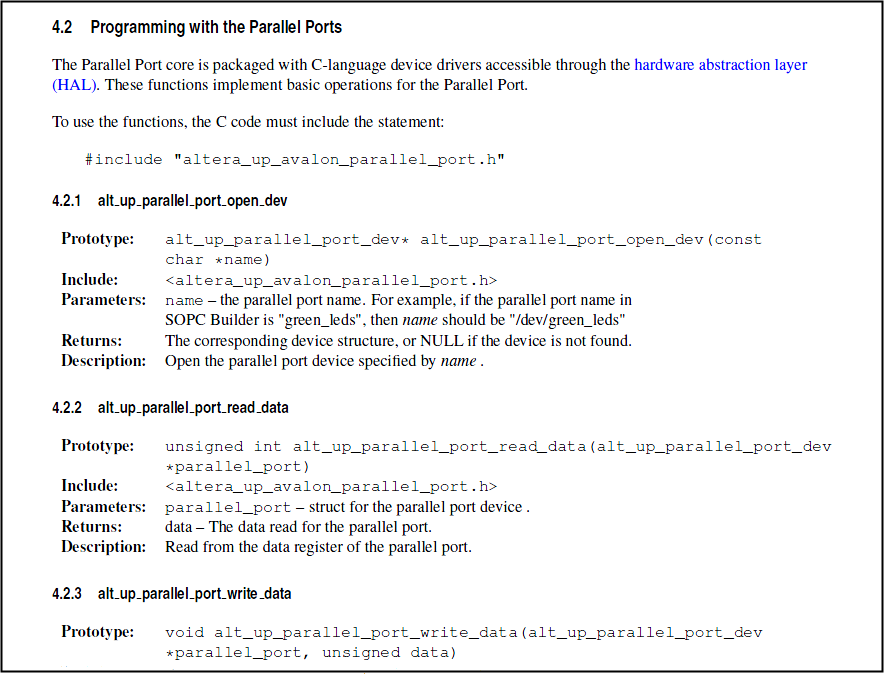 4.2 Programming with the Parallel Ports
The Parallel Port core is packaged with C-language device drivers accessible through the hardware abstraction layer
(HAL). These functions implement basic operations for the Parallel Port.
To use the functions, the C code must include the statement:
#include "altera_up_avalon_parallel_port.h"
4.2.1 alt_up_parallel_port_open_dev
Prototype: alt_up_parallel_port_dev* alt_up_parallel_port_open_dev(const
char *name)
Include: <altera_up_avalon_parallel_port.h>
Parameters: name – the parallel port name. For example, if the parallel port name in
SOPC Builder is "green_leds", then name should be "/dev/green_leds"
Returns: The corresponding device structure, or NULL if the device is not found.
Description: Open the parallel port device specified by name .
4.2.2 alt_up_parallel_port_read_data
Prototype: unsigned int alt_up_parallel_port_read_data(alt_up_parallel_port_dev
*parallel_port)
Include: <altera_up_avalon_parallel_port.h>
Parameters: parallel_port – struct for the parallel port device .
Returns: data – The data read for the parallel port.
Description: Read from the data register of the parallel port.
4.2.3 alt_up_parallel_port_write_data
Prototype: void alt_up_parallel_port_write_data(alt_up_parallel_port_dev
*parallel_port, unsigned data)